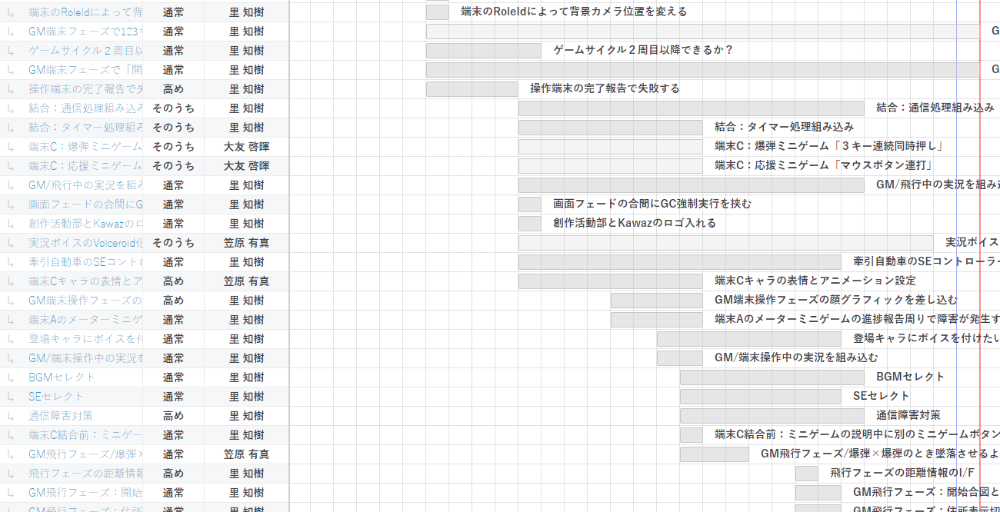 端末のRoleIdによって背 通常 里 知樹 端末のRoleIdによって背景カメラ位置を変える
GM端末フェーズで123 通常 里 知樹 G
ゲームサイクル２周目以 通常 里 知樹 ゲームサイクル２周目以降できるか？
GM端末フェーズで「開 通常 里 知樹 G
操作端末の完了報告で失 高め 里 知樹 操作端末の完了報告で失敗する
結合：通信処理組み込み そのうち 里 知樹 結合：通信処理組み込み
結合：タイマー処理組み そのうち 里 知樹 結合：タイマー処理組み込み
端末C：爆弾ミニゲーム そのうち 大友 啓暉 端末C：爆弾ミニゲーム「３キー連続同時押し」
端末C：応援ミニゲーム そのうち 大友 啓暉 端末C：応援ミニゲーム「マウスボタン連打」
GM/飛行中の実況を組み 通常 里 知樹 GM/飛行中の実況を組み込
画面フェードの合間にG 通常 里 知樹 画面フェードの合間にGC強制実行を挟む
創作活動部とKawazのロ 通常 里 知樹 創作活動部とKawazのロゴ入れる
実況ボイスのVoiceroid化 そのうち 笠原 有真 実況ボイス
牽引自動車のSEコントロ 通常 里 知樹 牽引自動車のSEコントローラー
端末Cキャラの表情とア 高め 笠原 有真 端末Cキャラの表情とアニメーション設定
GM端末操作フェーズの 高め 里 知樹 GM端末操作フェーズの顔グラフィックを差し込む
端末Aのメーターミニゲ 通常 里 知樹 端末Aのメーターミニゲームの進捗報告周りで障害が発生す
登場キャラにボイスを付 通常 里 知樹 登場キャラにボイスを付けたい
GM/端末操作中の実況を 通常 里 知樹 GM/端末操作中の実況を組み込む
BGMセレクト 通常 里 知樹 BGMセレクト
SEセレクト 通常 里 知樹 SEセレクト
通信障害対策 高め 里 知樹 通信障害対策
端末C結合前：ミニゲー 通常 里 知樹 端末C結合前：ミニゲームの説明中に別のミニゲームボタン
GM飛行フェーズ/爆弾× 通常 笠原 有真 GM飛行フェーズ/爆弾×爆弾のとき墜落させるよ
飛行フェーズの距離情報 高め 里 知樹 飛行フェーズの距離情報のI/F
GM飛行フェーズ：開始 通常 里 知樹 GM飛行フェーズ：開始合図と
GM飛行フェーズ：住所 通常 里 知樹 GM飛行フェーズ：住所表示切